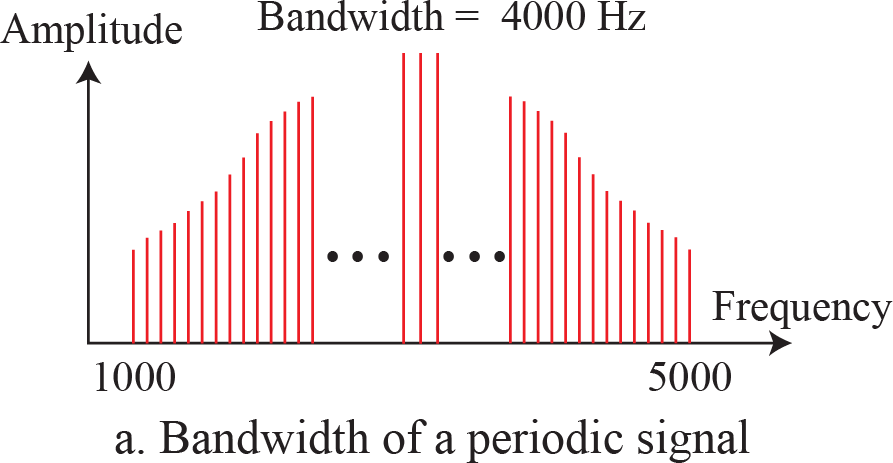 Bandwidth = 4000 Hz
Amplitude
Frequency
1000
5000
a. Bandwidth of a periodic signal